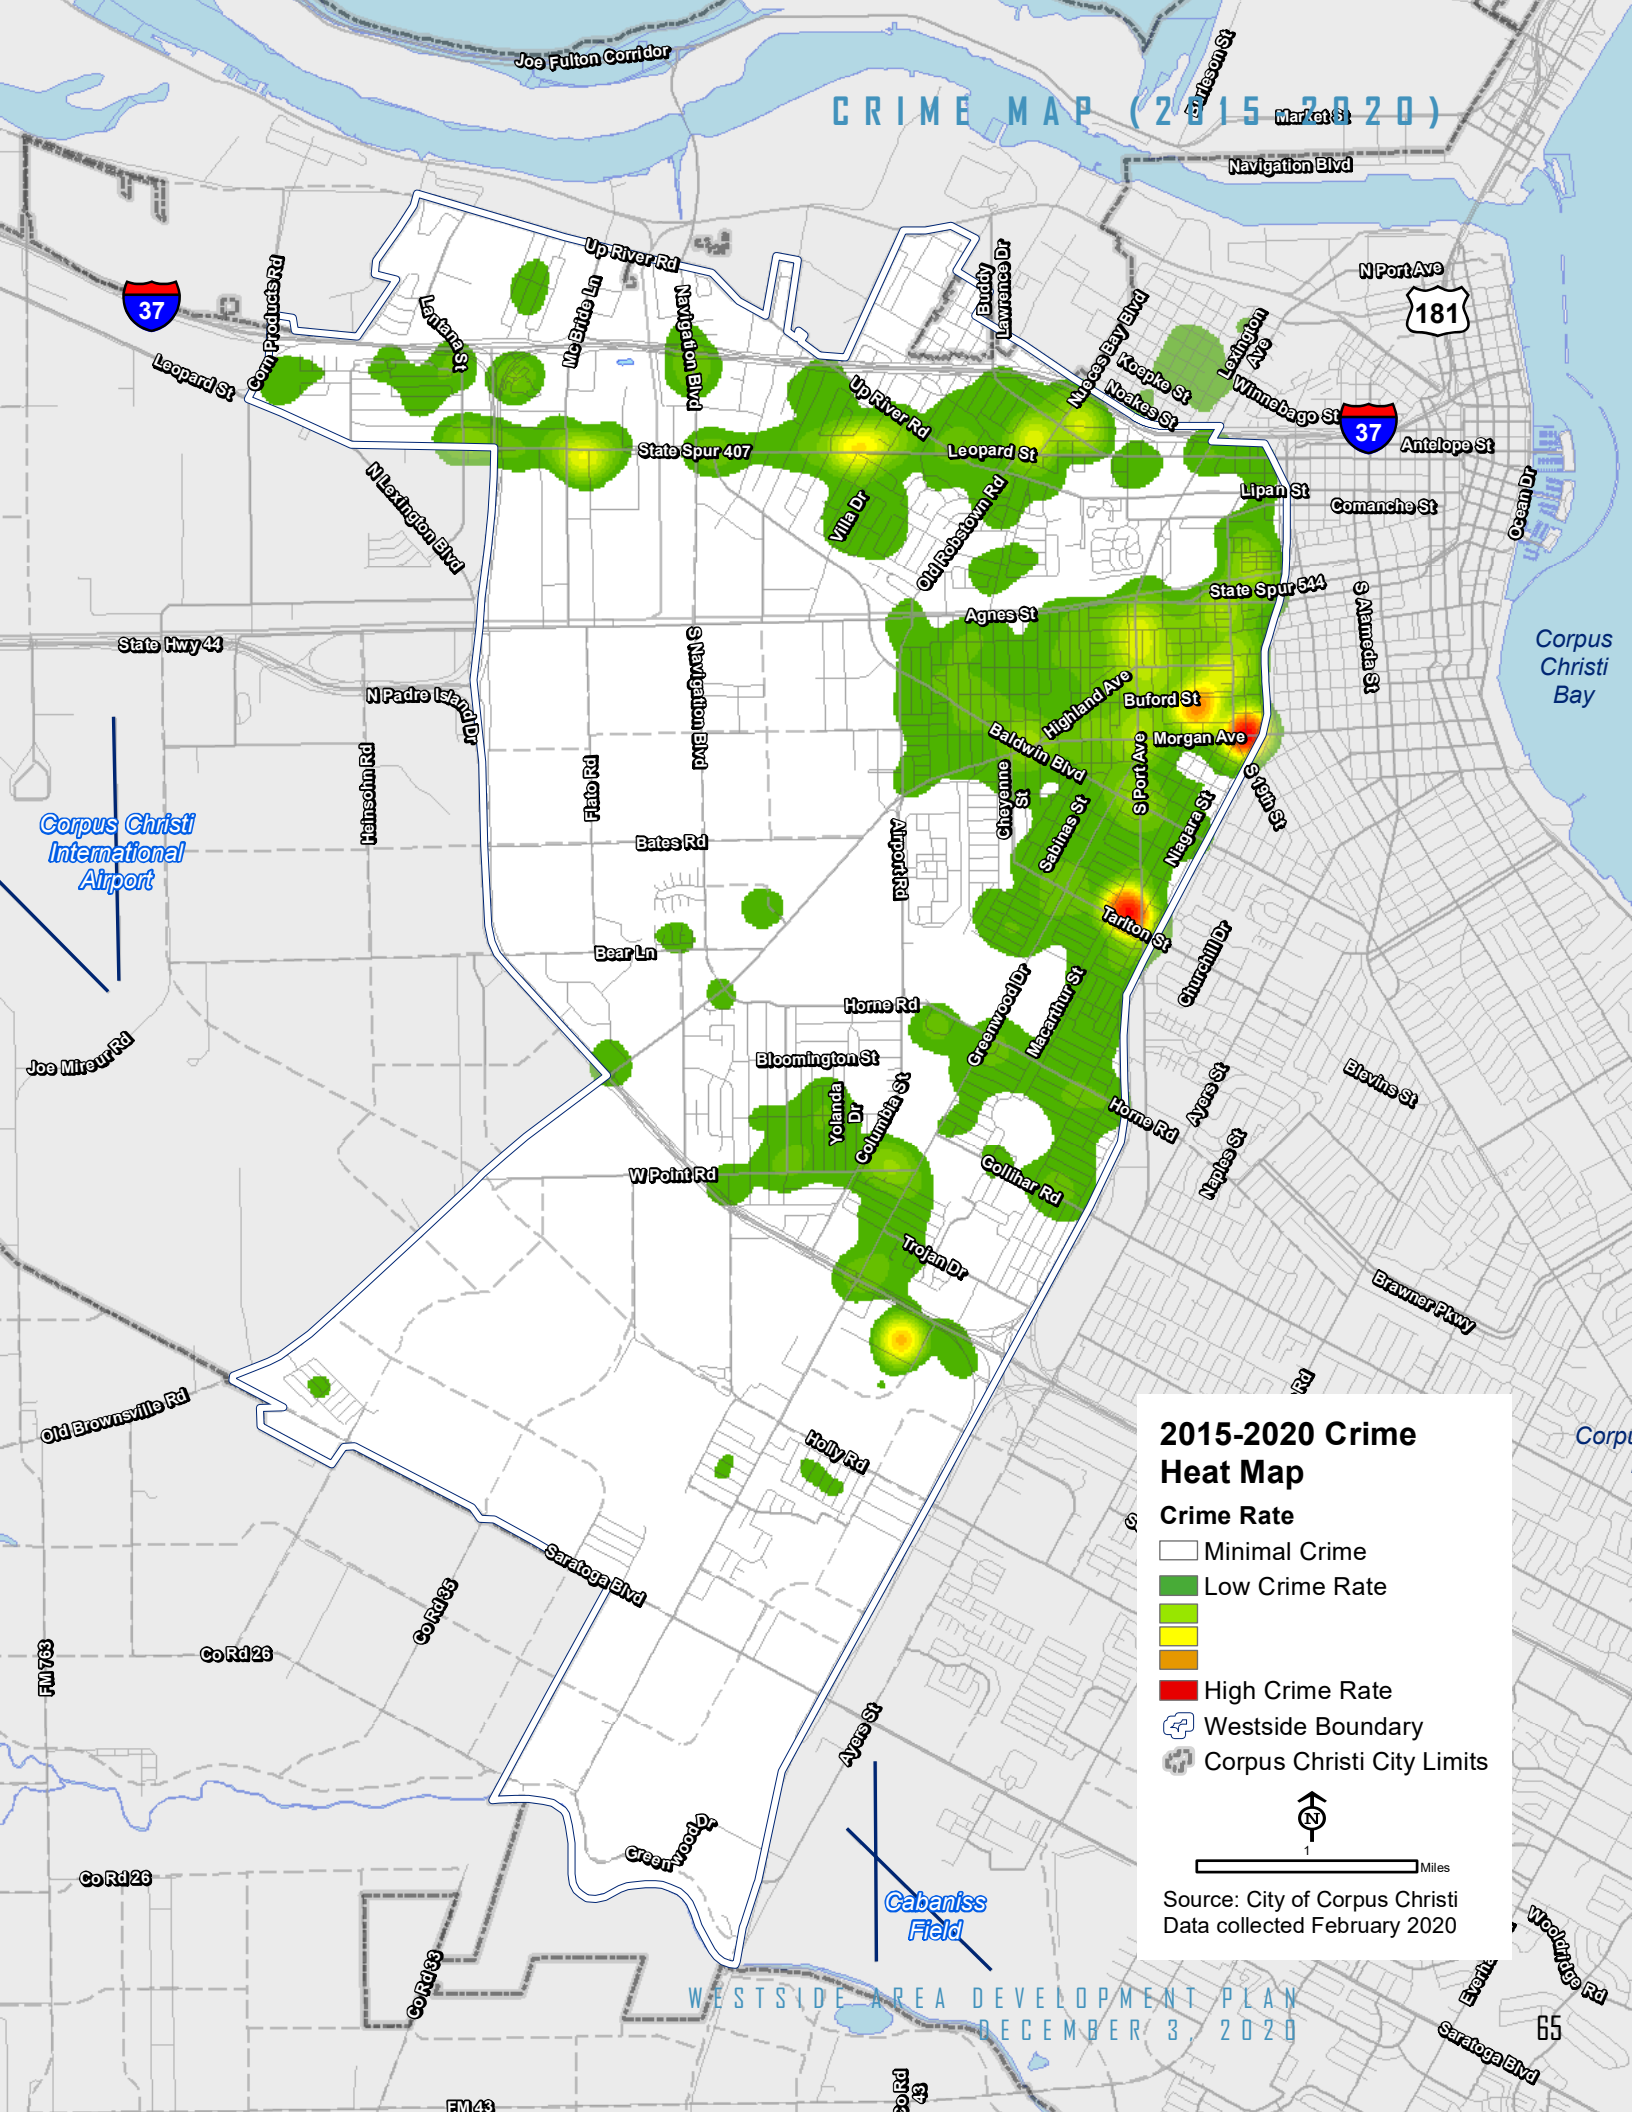 Joe Fulton Corridor
Burleson St
CRIME MAP (2015-2020)
Market St
Navigation Blvd
Up River Rd
Buddy
Lawrence Dr
N Port Ave
181
37
Corn Products Rd
Lantana St
Mc Bride Ln
Navigation Blvd
Nueces Bay Blvd
Koepke St
Noakes St
Lexington
Ave
Winnebago St
37
Leopard St
Up River Rd
Antelope St
State Spur 407
Leopard St
N Lexington Blvd
Villa Dr
Old Robstown Rd
Lipan St
Comanche St
Ocean Dr
State Spur 544
Agnes St
S Alameda St
State Hwy 44
Corpus
Christi
Bay
N Padre Island Dr
S Navigation Blvd
Highland Ave
Buford St
Baldwin Blvd
Morgan Ave
Heinsohn Rd
Flato Rd
Cheyenne
St
S Port Ave
S 19th St
Corpus Christi
International
Airport
Bates Rd
Airport Rd
Sabinas St
Niagara St
Tarlton St
Bear Ln
Churchill Dr
Horne Rd
Greenwood Dr
Macarthur St
Joe Mireur Rd
Bloomington St
Yolanda
Dr
Columbia St
Horne Rd
Ayers St
Blevins St
W Point Rd
Gollihar Rd
Naples St
Trojan Dr
Brawner Pkwy
Rd
Old Brownsville Rd
Holly Rd
Saratoga Blvd
Co Rd 35
Co Rd 26
FM 763
Ayers St
2015-2020 Crime
Heat Map
Crime Rate
Minimal Crime
Low Crime Rate
High Crime Rate
Westside Boundary
Corpus Christi City Limits
N
1
Miles
Source: City of Corpus Christi
Data collected February 2020
Greenwood Dr
Co Rd 26
Cabaniss
Field
Co Rd 33
Wooldridge Rd
WESTSIDE AREA DEVELOPMENT PLAN
DECEMBER 3, 2020
65
Saratoga Blvd
Co Rd
43
FM 43